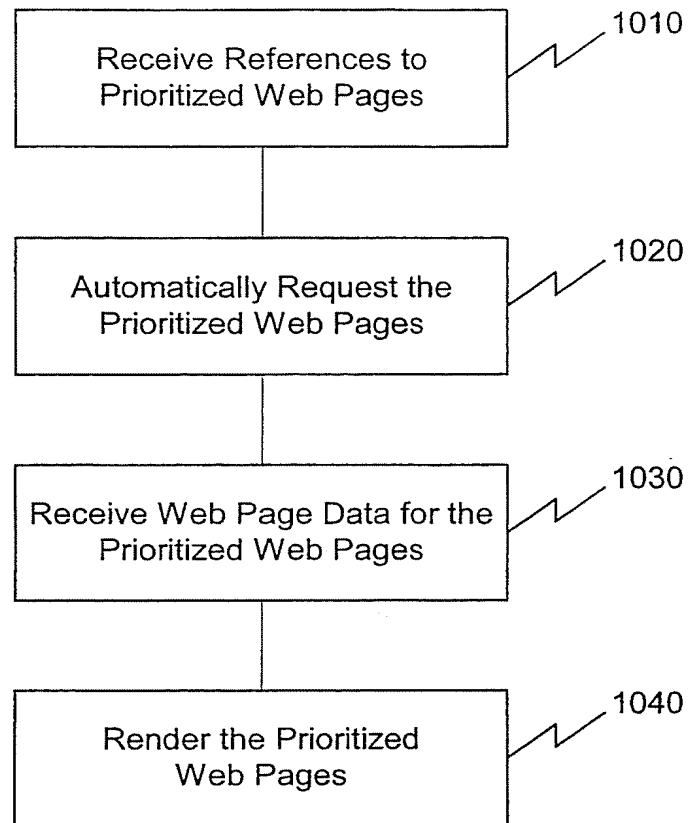 1010
Receive References to
Prioritized Web Pages
1020
Automatically Request the
Prioritized Web Pages
1030
Receive Web Page Data for the
Prioritized Web Pages
1040
Render the Prioritized
Web Pages